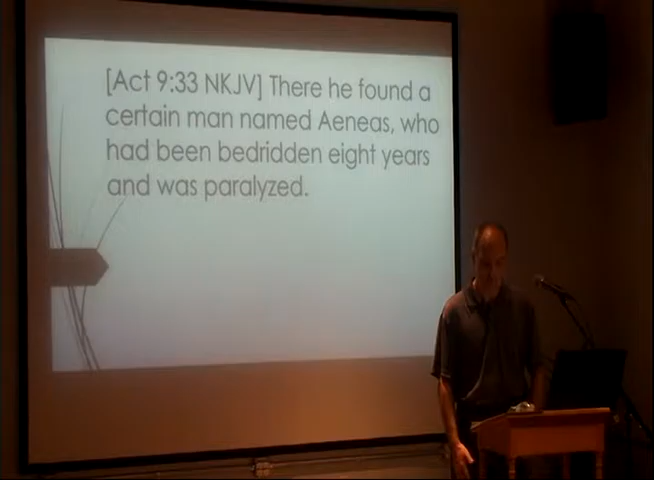 [Act 9:33 NKJV] There he found a
certain man named Aeneas, who
had been bedridden eight years
and was paralyzed.